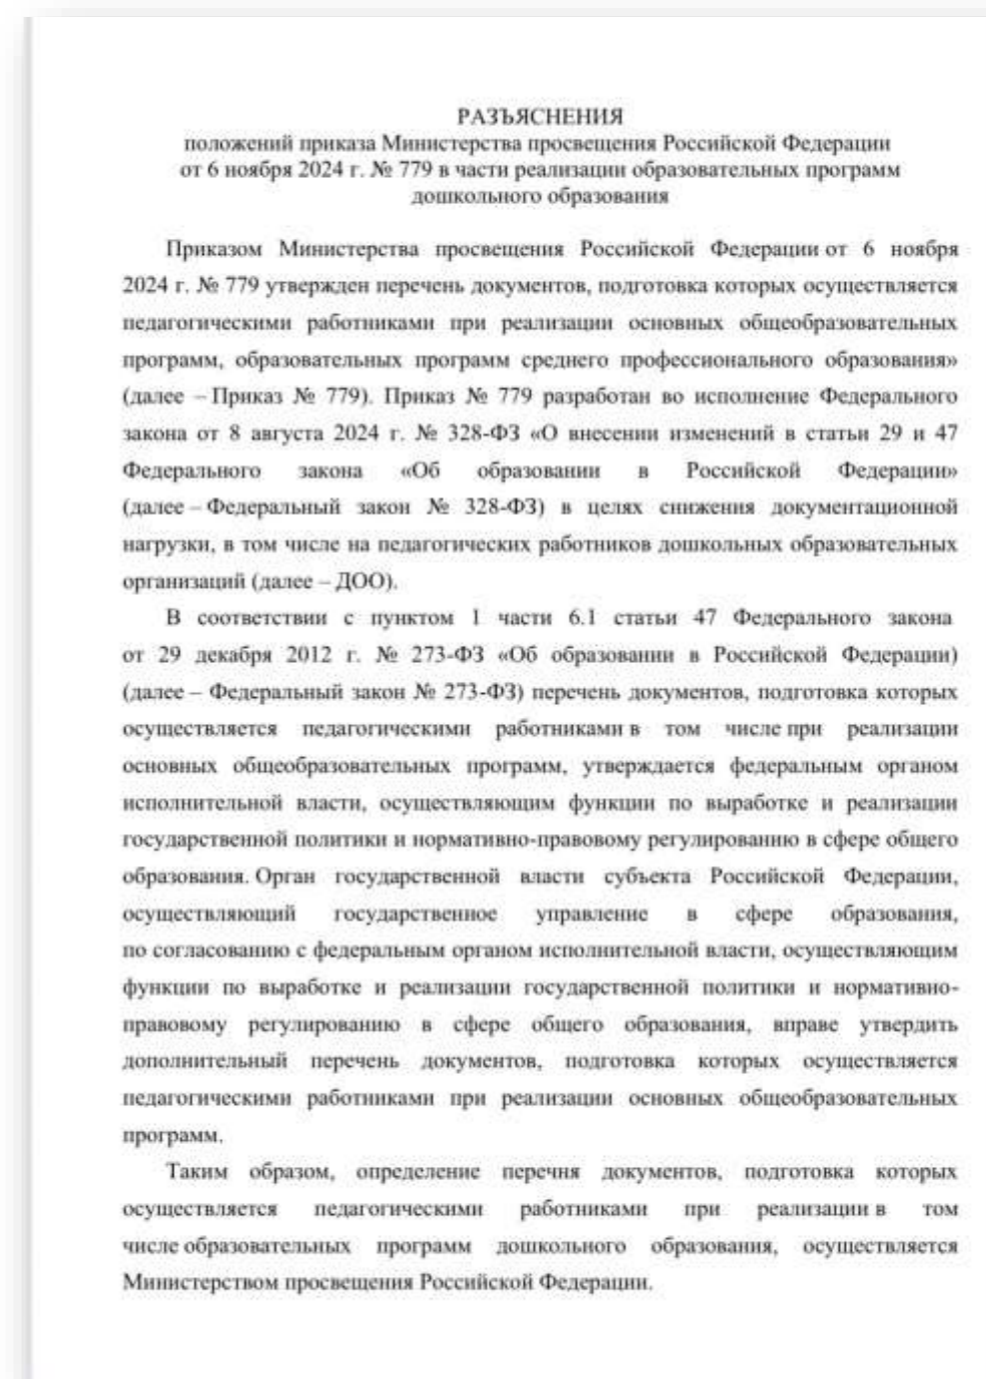 РАЗЪЯСНЕНИЯ
положений приказа Министерства просвещения Российской Федерации
от 6 ноября 2024 г. № 779 в части реализации образовательных программ
дошкольного образования
Приказом Министерства просвещения Российской Федерации от 6 ноября
2024 г. № 779 утвержден перечень документов, подготовка которых осуществляется
педагогическими работниками при реализации основных общеобразовательных
программ, образовательных программ среднего профессионального образования»
(далее – Приказ № 779). Приказ № 779 разработан во исполнение Федерального
закона от 8 августа 2024 г. № 328-ФЗ «О внесении изменений в статьи 29 и 47
Федерального закона «Об образовании в Российской Федерации»
(далее – Федеральный закон № 328-ФЗ) в целях снижения документационной
нагрузки, в том числе на педагогических работников дошкольных образовательных
организаций (далее – ДОО).
В соответствии с пунктом 1 части 6.1 статьи 47 Федерального закона
от 29 декабря 2012 г. № 273-ФЗ «Об образовании в Российской Федерации)
(далее – Федеральный закон № 273-ФЗ) перечень документов, подготовка которых
осуществляется педагогическими работниками в том числе при реализации
основных общеобразовательных программ, утверждается федеральным органом
исполнительной власти, осуществляющим функции по выработке и реализации
государственной политики и нормативно-правовому регулированию в сфере общего
образования. Орган государственной власти субъекта Российской Федерации,
осуществляющий государственное управление в сфере образования,
по согласованию с федеральным органом исполнительной власти, осуществляющим
функции по выработке и реализации государственной политики и нормативно-
правовому регулированию в сфере общего образования, вправе утвердить
дополнительный перечень документов, подготовка которых осуществляется
педагогическими работниками при реализации основных общеобразовательных
программ.
Таким образом, определение перечня документов, подготовка которых
осуществляется педагогическими работниками при реализации в том
числе образовательных программ дошкольного образования, осуществляется
Министерством просвещения Российской Федерации.